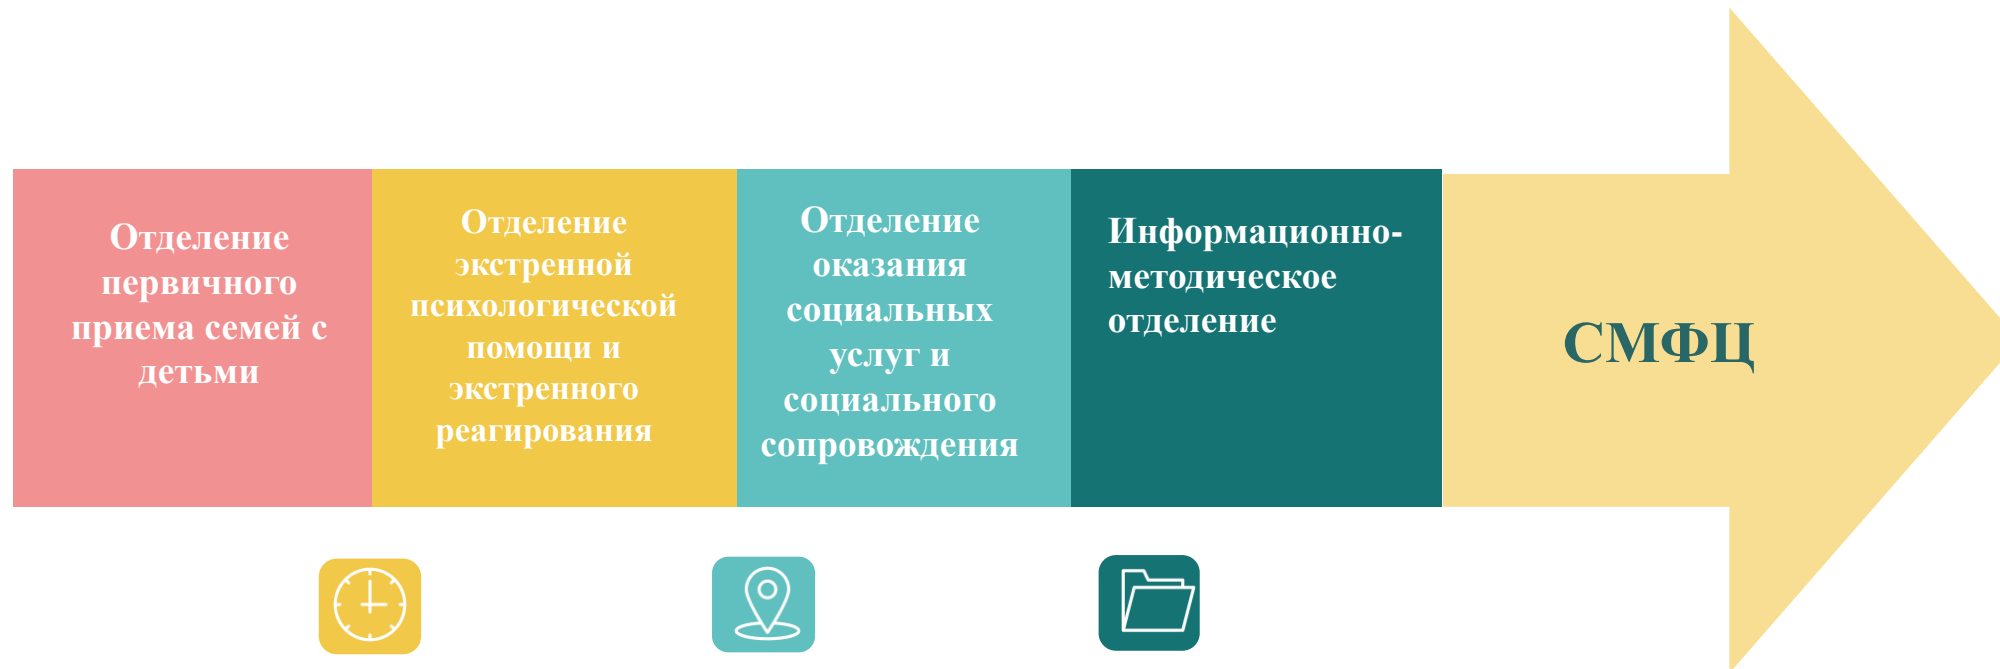 Отделение
первичного
приема семей с
детьми
Отделение
экстренной
психологической
помощи и
экстренного
реагирования
Отделение
оказания
социальных
услуг и
социального
сопровождения
Информационно-
методическое
отделение
СМФЦ